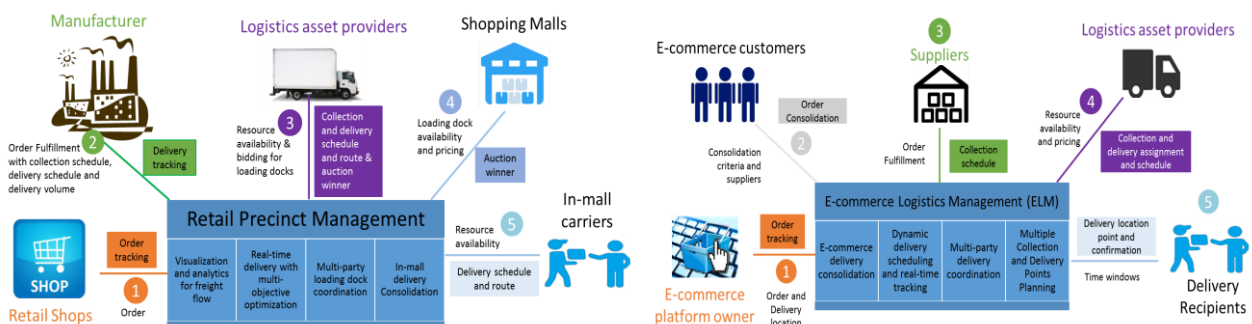 Manufacturer
Logistics asset providers
Shopping Malls
2
Order Fulfillment
with collection schedule,
delivery schedule and
delivery volume
Delivery
tracking
3
Resource
availability &
bidding for
loading docks
Collection
and delivery
schedule
and route &
auction
winner
4
Loading dock
availability
and pricing
Auction
winner
In-mall
carriers
SHOP
Retail Shops
Order
tracking
1
Order
Retail Precinct Management
Visualization
and analytics
for freight
flow
Real-time
delivery with
multi-
objective
optimization
Multi-party
loading dock
coordination
In-mall
delivery
Consolidation
Resource
availability
5
Delivery schedule
and route
E-commerce customers
3
Suppliers
Logistics asset providers
Order
Consolidation
2
Consolidation
criteria and
suppliers
Order
Fulfillment
Collection
schedule
4
Resource
availability
and pricing
Collection and
delivery assignment
and schedule
E-commerce
platform owner
Order
tracking
1
Order and
Delivery
location
E-commerce Logistics Management (ELM)
E-commerce
delivery
consolidation
Dynamic
delivery
scheduling
and real-time
tracking
Multi-party
delivery
coordination
Multiple
Collection and
Delivery
Points
Planning
Delivery location
point and
confirmation
Time windows
5
Delivery
Recipients